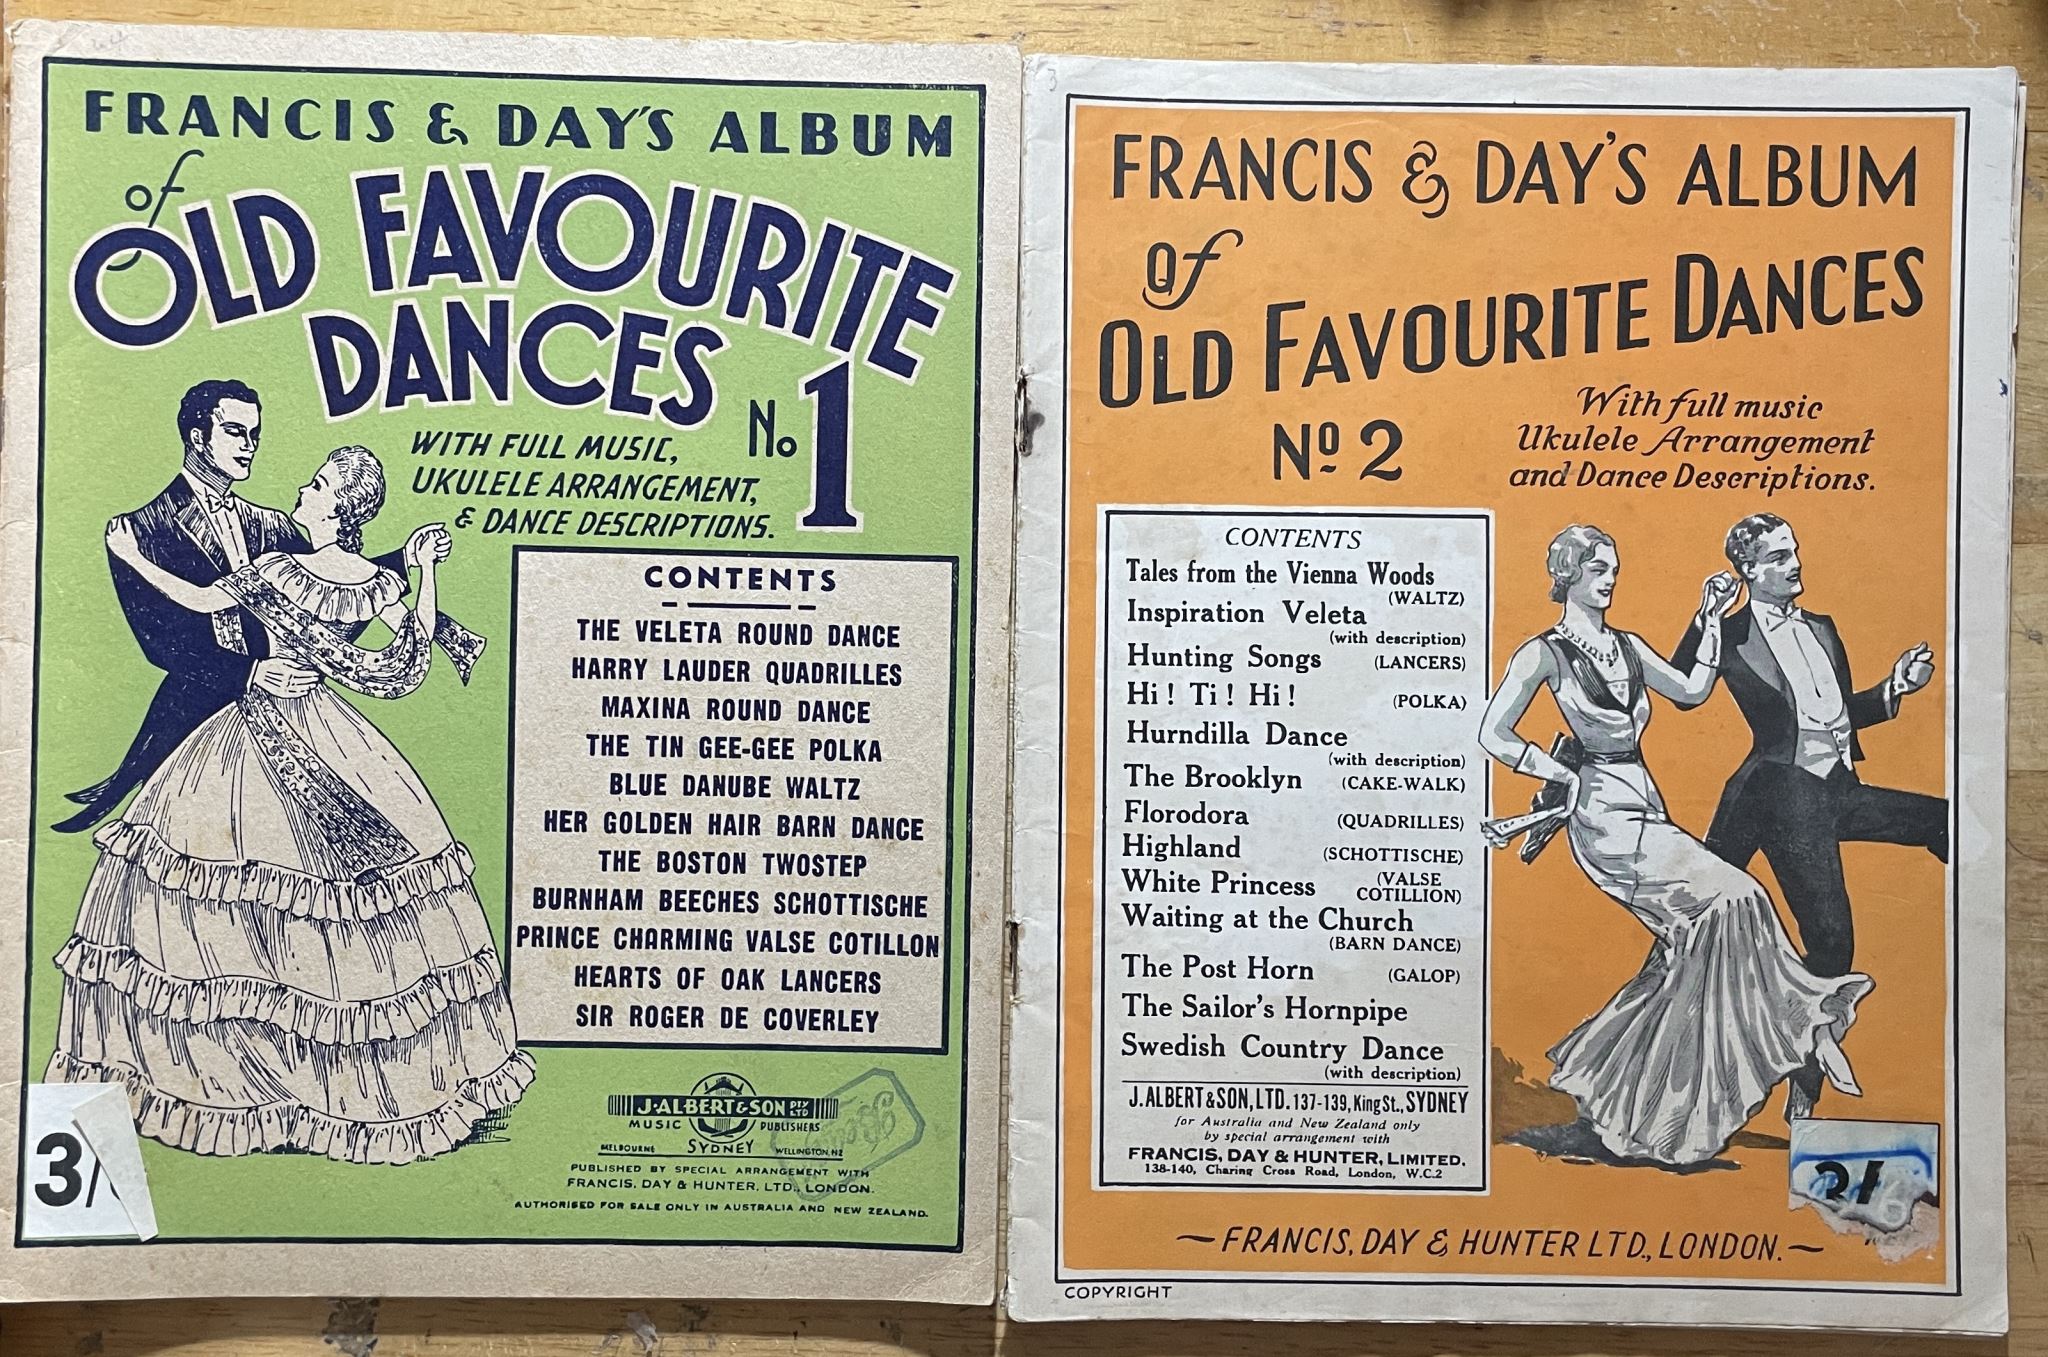 FRANCIS & DAY'S ALBUM
of
OLD FAVOURITE
DANCES
No 1
WITH FULL MUSIC,
UKULELE ARRANGEMENT,
& DANCE DESCRIPTIONS.
CONTENTS
THE VELETA ROUND DANCE
HARRY LAUDER QUADRILLES
MAXINA ROUND DANCE
THE TIN GEE-GEE POLKA
BLUE DANUBE WALTZ
HER GOLDEN HAIR BARN DANCE
THE BOSTON TWOSTEP
BURNHAM BEECHES SCHOTTISCHE
PRINCE CHARMING VALSE COTILLON
HEARTS OF OAK LANCERS
SIR ROGER DE COVERLEY
J. ALBERT & SON PTY LTD
MUSIC PUBLISHERS
MELBOURNE SYDNEY WELLINGTON, NZ
PUBLISHED BY SPECIAL ARRANGEMENT WITH
FRANCIS, DAY & HUNTER, LTD., LONDON.
AUTHORISED FOR SALE ONLY IN AUSTRALIA AND NEW ZEALAND.
3/
3
FRANCIS & DAY'S ALBUM
of
OLD FAVOURITE DANCES
No 2
With full music
Ukulele Arrangement
and Dance Descriptions.
CONTENTS
Tales from the Vienna Woods
(WALTZ)
Inspiration Veleta
(with description)
Hunting Songs (LANCERS)
Hi! Ti! Hi! (POLKA)
Hurndilla Dance
(with description)
The Brooklyn (CAKE-WALK)
Florodora (QUADRILLES)
Highland (SCHOTTISCHE)
White Princess (VALSE
COTILLION)
Waiting at the Church
(BARN DANCE)
The Post Horn (GALOP)
The Sailor's Hornpipe
Swedish Country Dance
(with description)
J. ALBERT & SON, LTD. 137-139, King St., SYDNEY
for Australia and New Zealand only
by special arrangement with
FRANCIS, DAY & HUNTER, LIMITED.
138-140, Charing Cross Road, London, W.C.2
3/6
FRANCIS, DAY & HUNTER LTD., LONDON.
COPYRIGHT